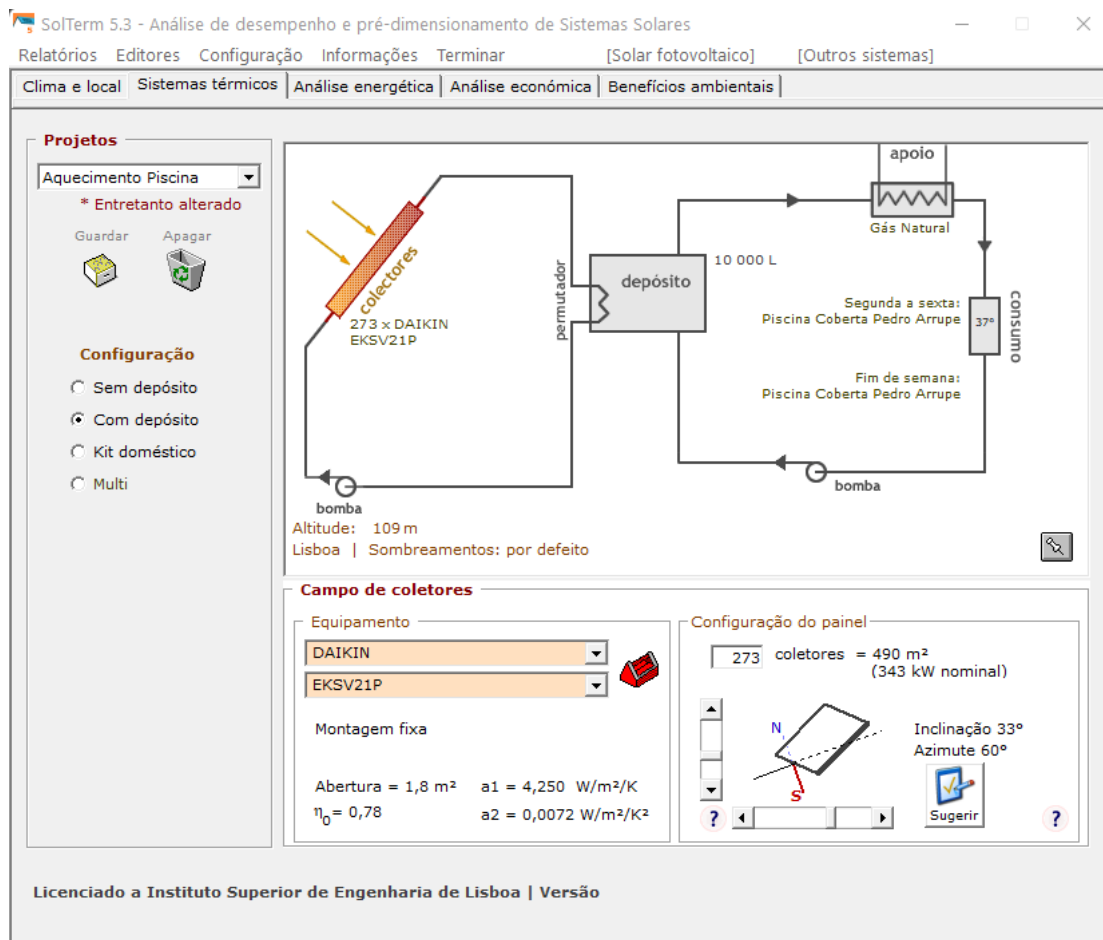 SolTerm 5.3 - Análise de desempenho e pré-dimensionamento de Sistemas Solares
Relatórios Editores Configuração Informações Terminar [Solar fotovoltaico] [Outros sistemas]
Clima e local Sistemas térmicos Análise energética Análise económica Benefícios ambientais
Projetos
Aquecimento Piscina
* Entretanto alterado
Guardar Apagar
Configuração
Sem depósito
Com depósito
Kit doméstico
Multi
colectores
273 x DAIKIN
EKSV21P
bomba
permutador
depósito
10 000 L
apoio
Gás Natural
Segunda a sexta:
Piscina Coberta Pedro Arrupe
37º
consumo
Fim de semana:
Piscina Coberta Pedro Arrupe
bomba
Altitude: 109 m
Lisboa | Sombreamentos: por defeito
Campo de coletores
Equipamento
DAIKIN
EKSV21P
Montagem fixa
Abertura = 1,8 m² a1 = 4,250 W/m²/K
η0= 0,78 a2 = 0,0072 W/m²/K²
Configuração do painel
273 coletores = 490 m²
(343 kW nominal)
N
S
Inclinação 33º
Azimute 60º
Sugerir
? ?
Licenciado a Instituto Superior de Engenharia de Lisboa | Versão